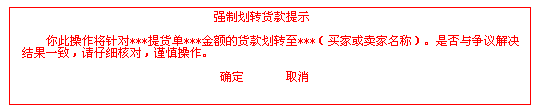 强制划转货款提示
你此操作将针对***提货单***金额的货款划转至***（买家或卖家名称）。是否与争议解决
结果一致，请仔细核对，谨慎操作。
确定 取消